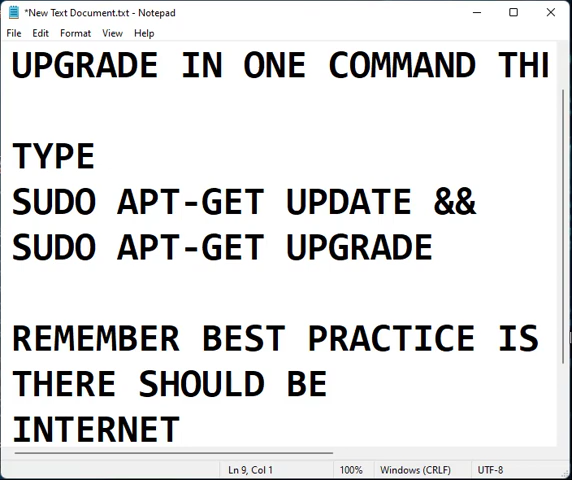 *New Text Document.txt - Notepad
File Edit Format View Help
UPGRADE IN ONE COMMAND THI
TYPE
SUDO APT-GET UPDATE &&
SUDO APT-GET UPGRADE
REMEMBER BEST PRACTICE IS
THERE SHOULD BE
INTERNET
Ln 9, Col 1 100% Windows (CRLF) UTF-8